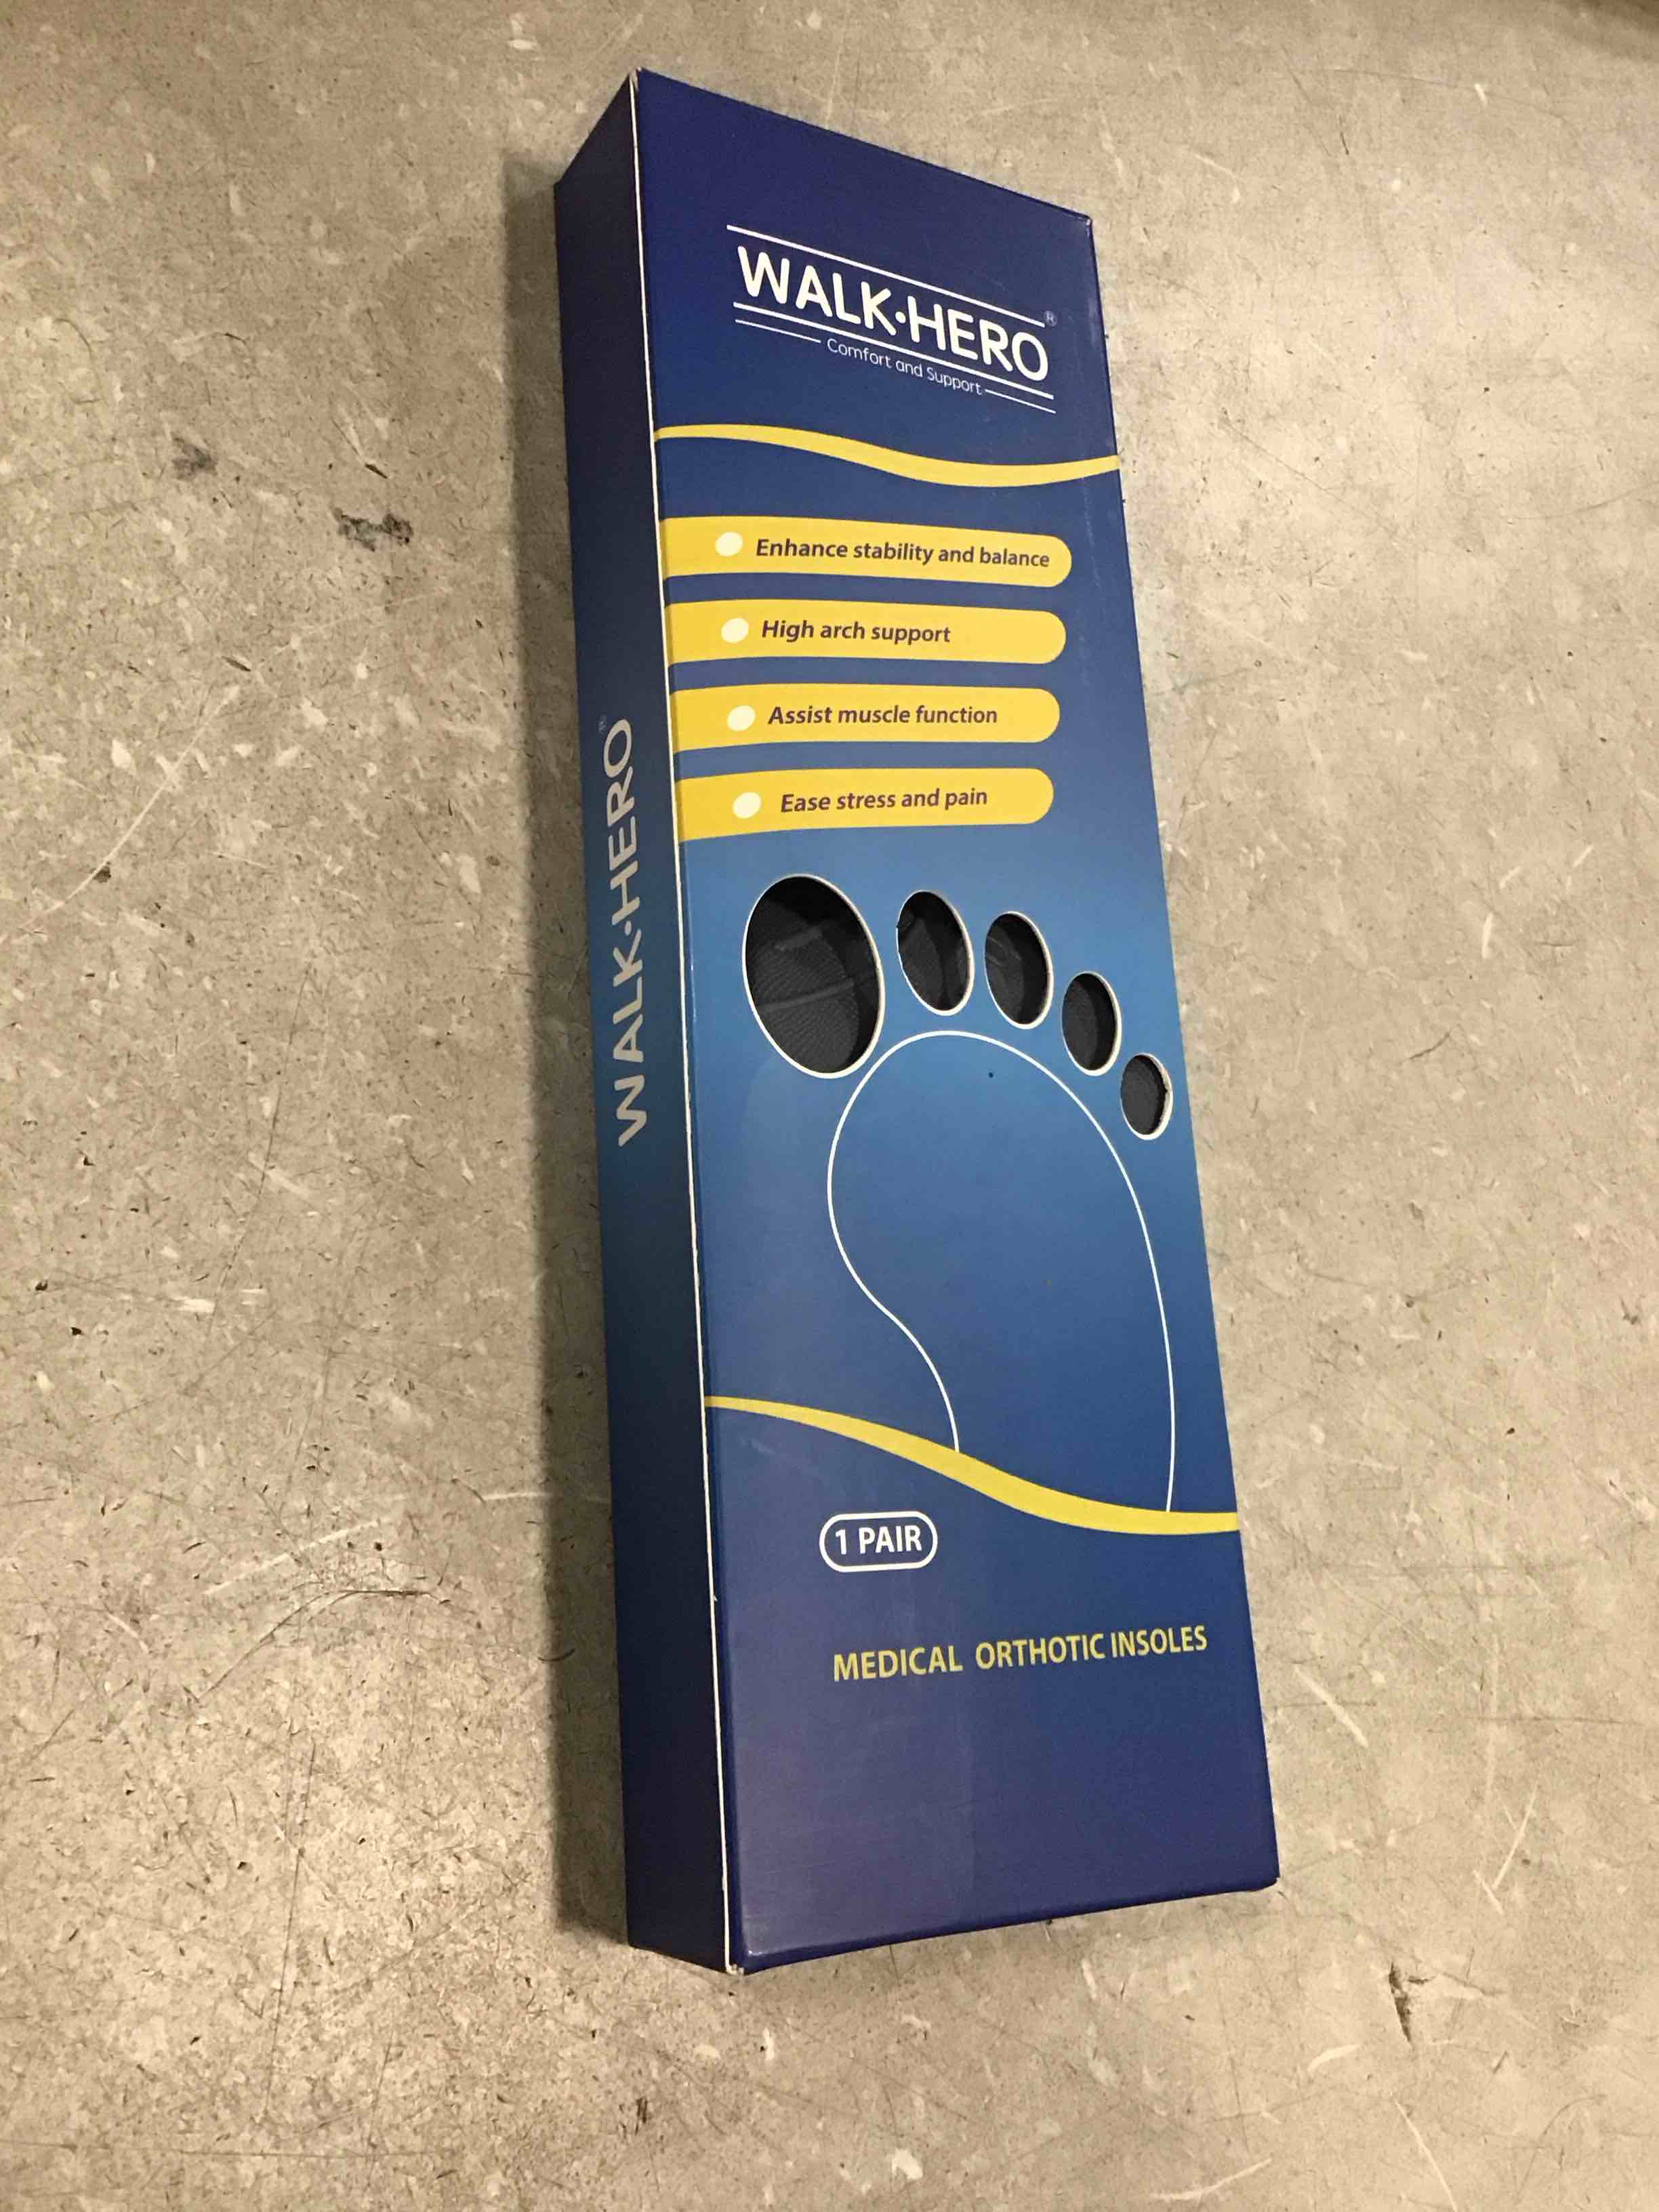 WALK·HERO®
Comfort and Support
Enhance stability and balance
High arch support
Assist muscle function
Ease stress and pain
1 PAIR
MEDICAL ORTHOTIC INSOLES
WALK·HERO®